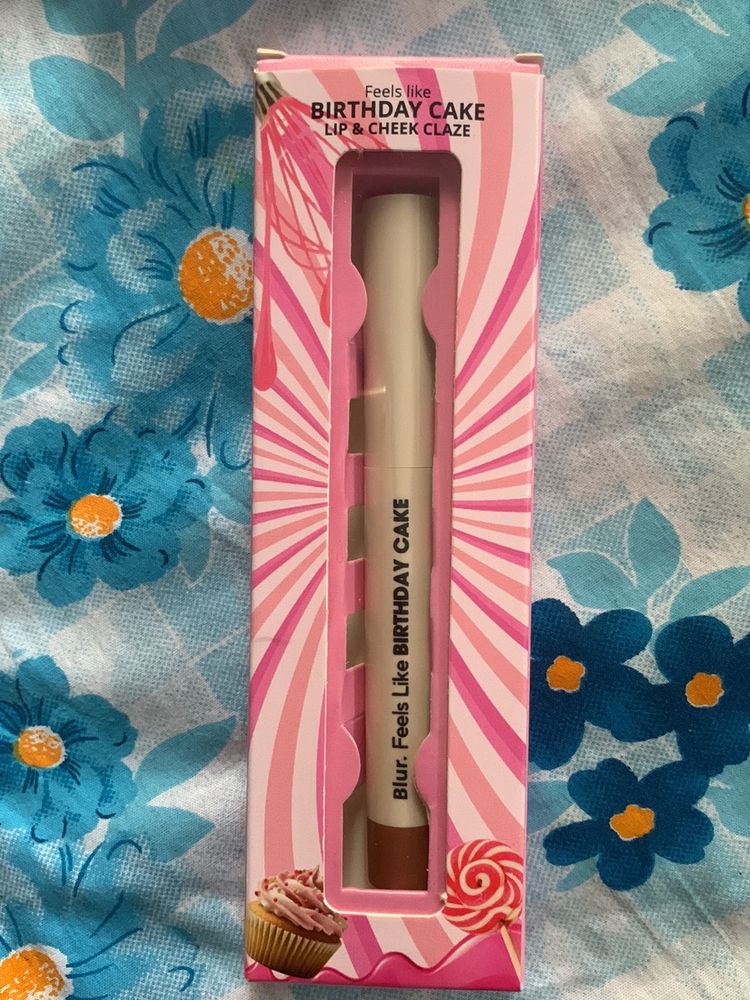 Feels like
BIRTHDAY CAKE
LIP & CHEEK CLAZE
Blur. Feels Like BIRTHDAY CAKE